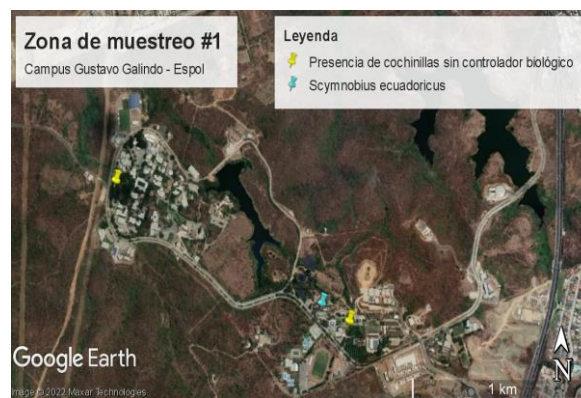 Zona de muestreo #1
Campus Gustavo Galindo - Espol
Leyenda
Presencia de cochinillas sin controlador biológico
Scymnobius ecuadoricus
Google Earth
Image © 2022 Maxar Technologies
1 km
N